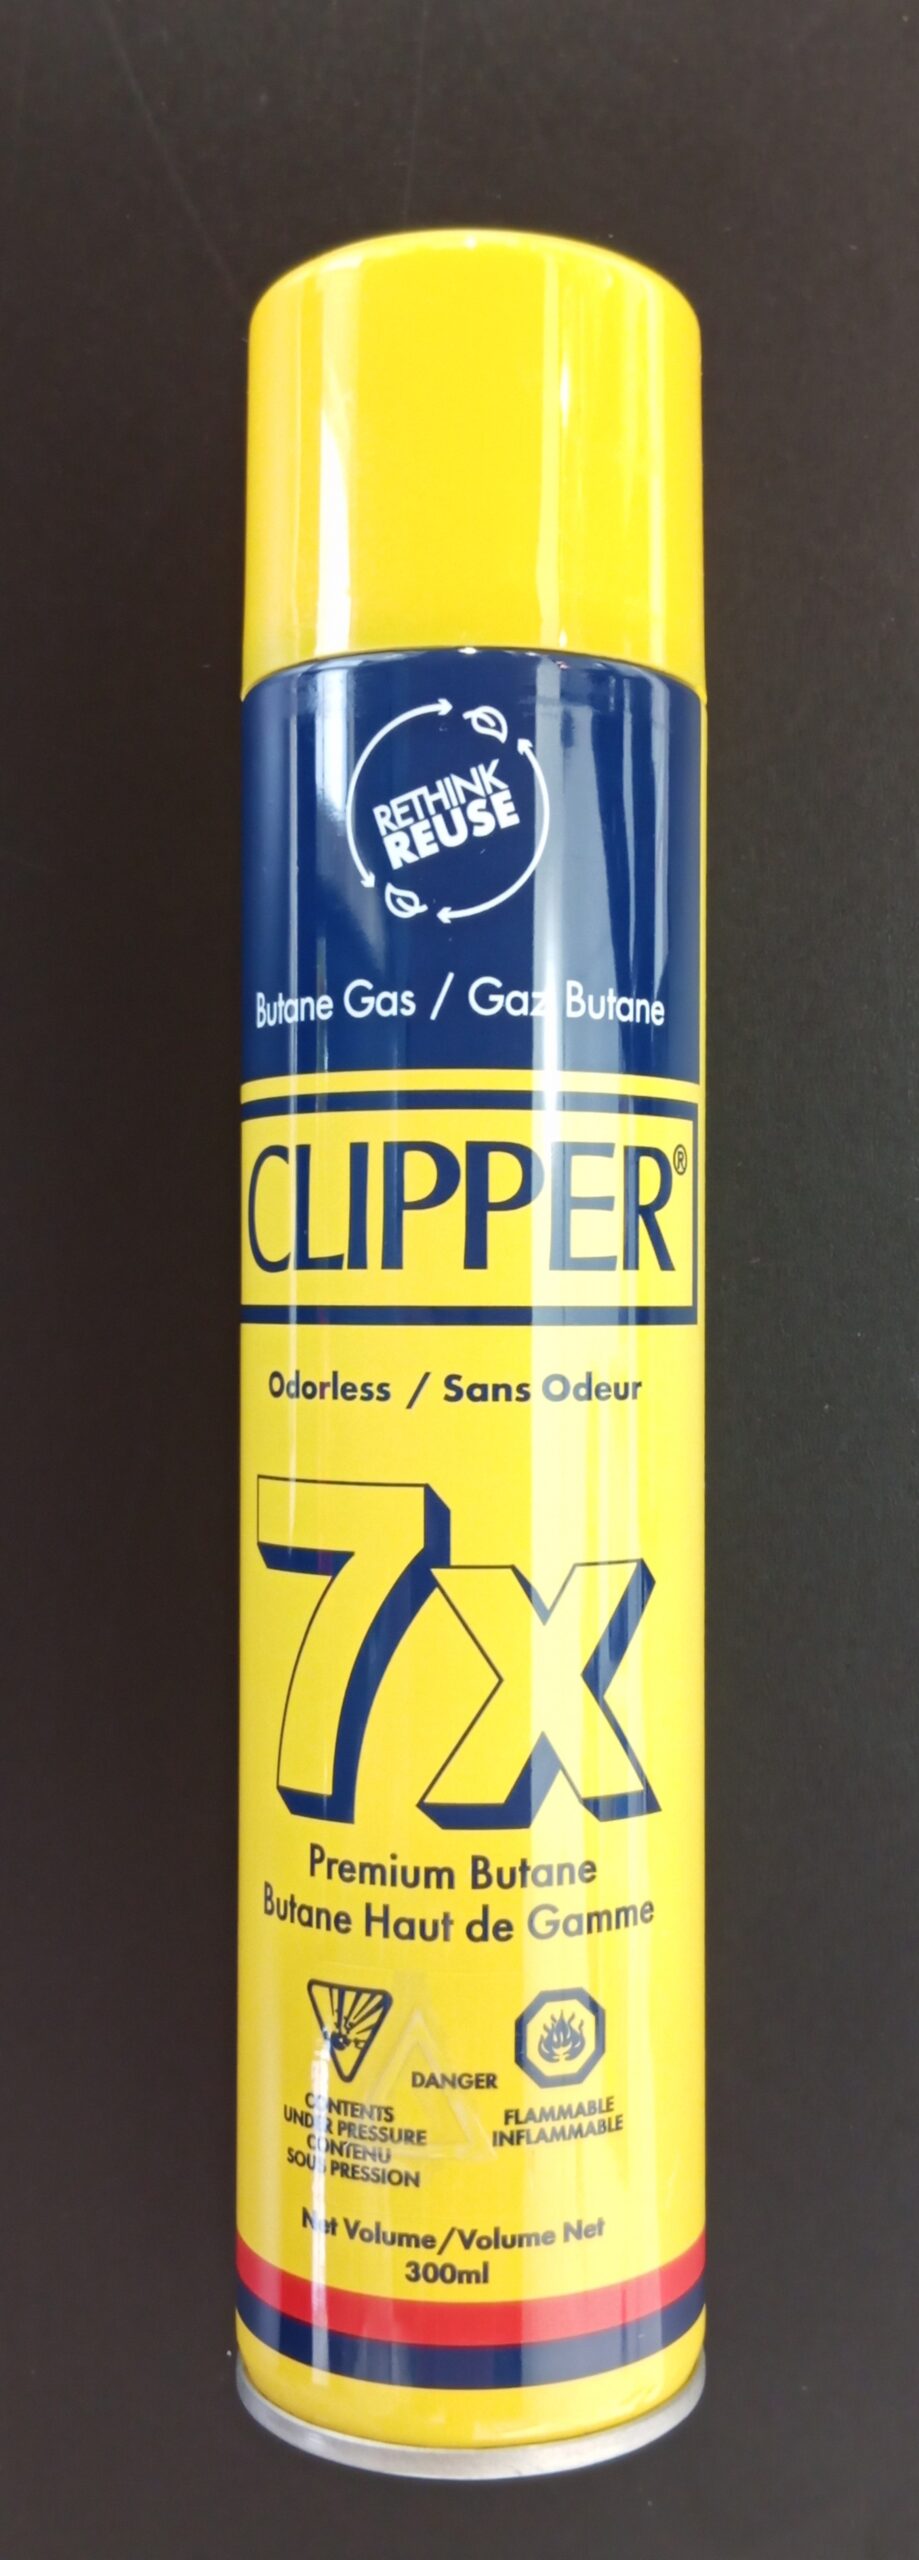 RETHINK
REUSE
Butane Gas / Gaz Butane
CLIPPER®
Odorless / Sans Odeur
7x
Premium Butane
Butane Haut de Gamme
DANGER
CONTENTS
UNDER PRESSURE
CONTENU
SOUS PRESSION
FLAMMABLE
INFLAMMABLE
Net Volume/Volume Net
300ml